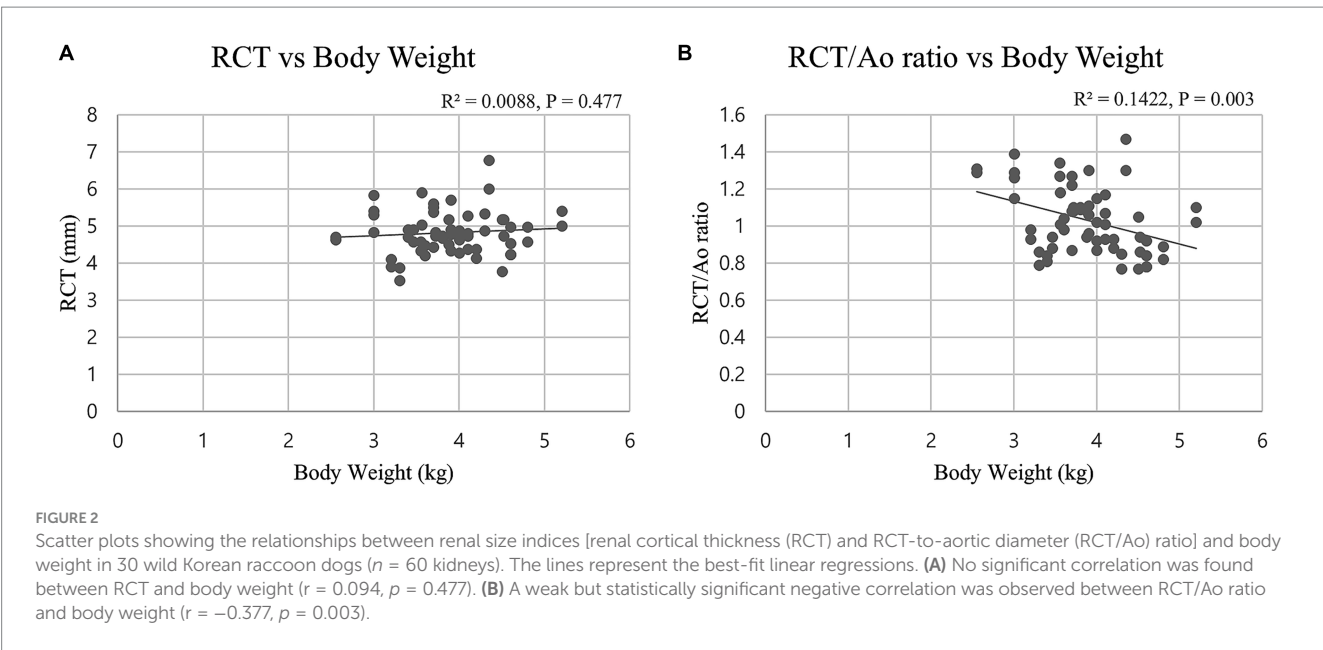 A
RCT vs Body Weight
R² = 0.0088, P = 0.477
8
7
6
5
4
3
2
1
0
RCT (mm)
0 1 2 3 4 5 6
Body Weight (kg)
B
RCT/Ao ratio vs Body Weight
R² = 0.1422, P = 0.003
1.6
1.4
1.2
1
0.8
0.6
0.4
0.2
0
RCT/Ao ratio
0 1 2 3 4 5 6
Body Weight (kg)
FIGURE 2
Scatter plots showing the relationships between renal size indices [renal cortical thickness (RCT) and RCT-to-aortic diameter (RCT/Ao) ratio] and body
weight in 30 wild Korean raccoon dogs (n = 60 kidneys). The lines represent the best-fit linear regressions. (A) No significant correlation was found
between RCT and body weight (r = 0.094, p = 0.477). (B) A weak but statistically significant negative correlation was observed between RCT/Ao ratio
and body weight (r = −0.377, p = 0.003).